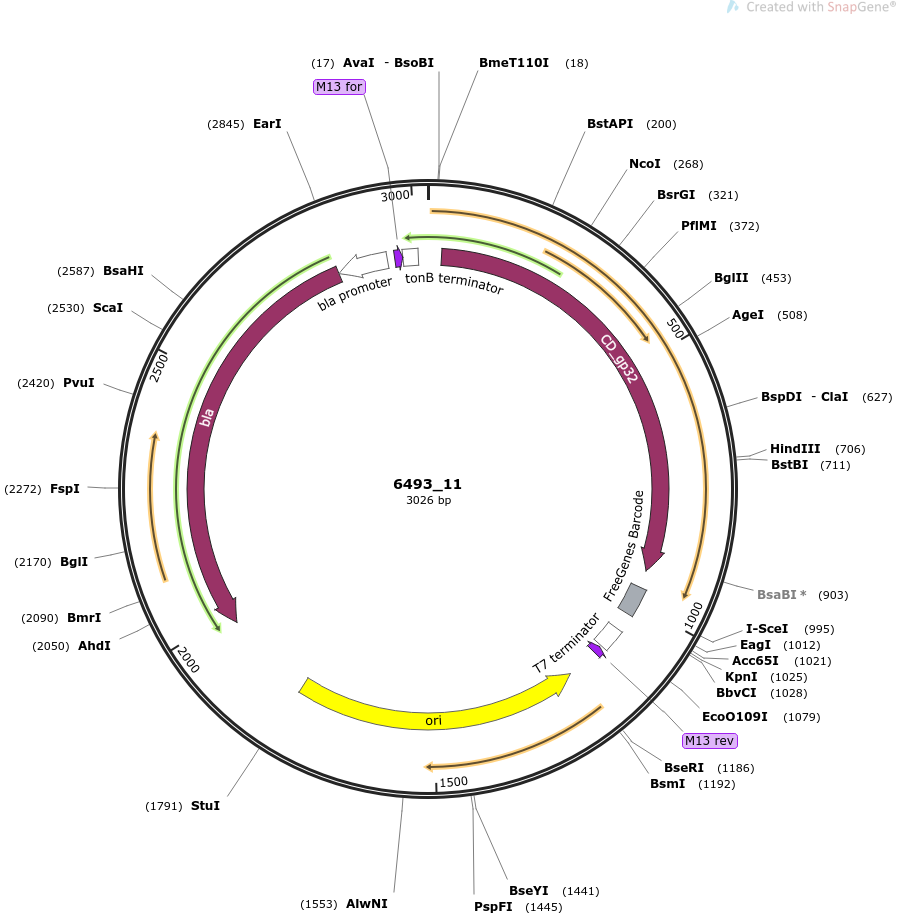 Created with SnapGene®
(17) AvaI - BsoBI
BmeT110I (18)
M13 for
(2845) EarI
BstAPI (200)
NcoI (268)
3000
BsrGI (321)
PflMI (372)
(2587) BsaHI
BglII (453)
bla promoter
tonB terminator
(2530) ScaI
AgeI (508)
500
CD_gp32
2500
(2420) PvuI
BspDI - ClaI (627)
bla
HindIII (706)
BstBI (711)
6493_11
3026 bp
(2272) FspI
FreeGenes Barcode
(2170) BglI
BsaBI * (903)
(2090) BmrI
1000
I-SceI (995)
(2050) AhdI
EagI (1012)
2000
T7 terminator
Acc65I (1021)
KpnI (1025)
BbvCI (1028)
ori
EcoO109I (1079)
M13 rev
BseRI (1186)
1500
BsmI (1192)
(1791) StuI
BseYI (1441)
(1553) AlwNI
PspFI (1445)